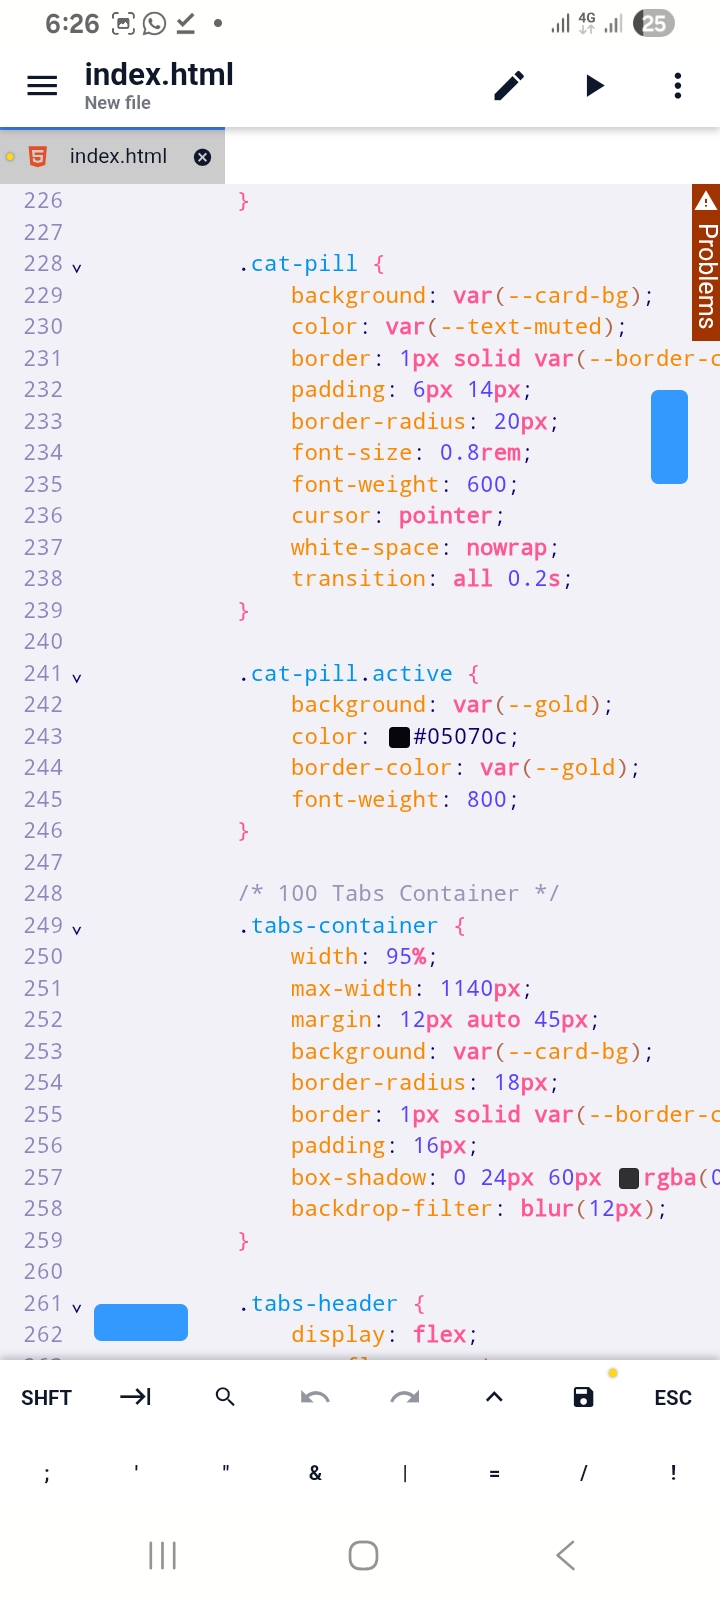 6:26
4G
25
index.html
New file
index.html
Problems
226 }
227
228 .cat-pill {
229 background: var(--card-bg);
230 color: var(--text-muted);
231 border: 1px solid var(--border-c
232 padding: 6px 14px;
233 border-radius: 20px;
234 font-size: 0.8rem;
235 font-weight: 600;
236 cursor: pointer;
237 white-space: nowrap;
238 transition: all 0.2s;
239 }
240
241 .cat-pill.active {
242 background: var(--gold);
243 color: #05070c;
244 border-color: var(--gold);
245 font-weight: 800;
246 }
247
248 /* 100 Tabs Container */
249 .tabs-container {
250 width: 95%;
251 max-width: 1140px;
252 margin: 12px auto 45px;
253 background: var(--card-bg);
254 border-radius: 18px;
255 border: 1px solid var(--border-c
256 padding: 16px;
257 box-shadow: 0 24px 60px rgba(0
258 backdrop-filter: blur(12px);
259 }
260
261 .tabs-header {
262 display: flex;
SHFT ESC
; ' " & | = / !